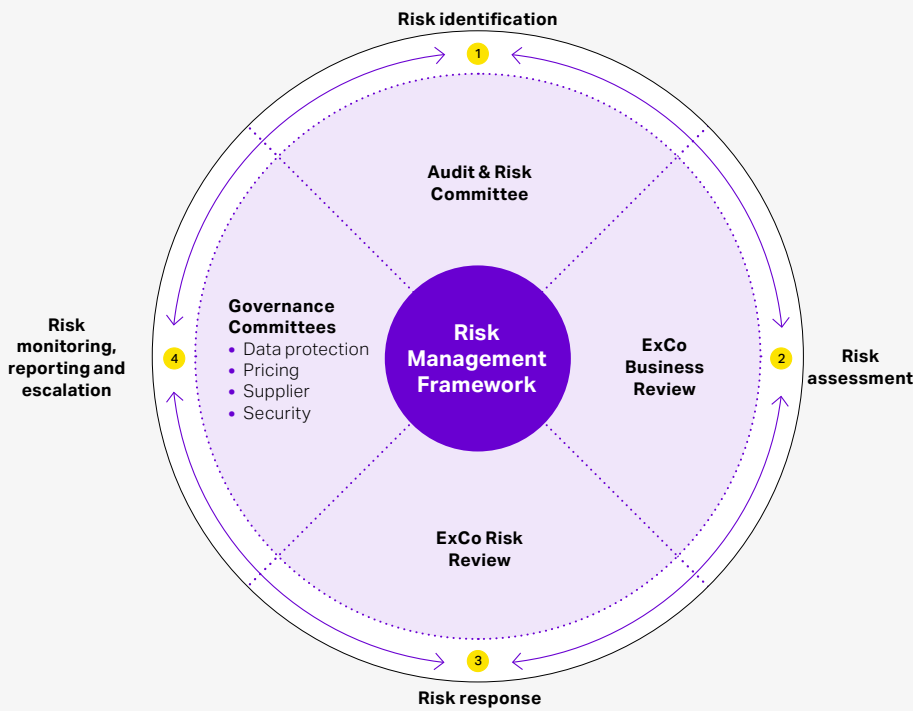 Risk identification
1
Audit & Risk
Committee
Governance
Committees
• Data protection
• Pricing
• Supplier
• Security
Risk
Management
Framework
ExCo
Business
Review
Risk
monitoring,
reporting and
escalation
4
2
Risk
assessment
ExCo Risk
Review
3
Risk response